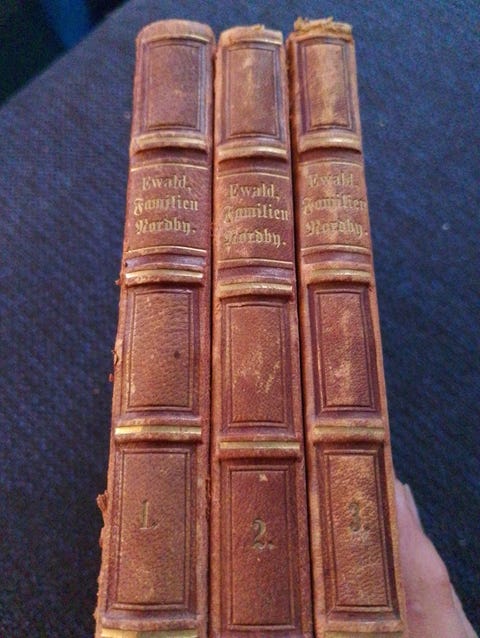 Ewald,
Familien
Nordby.
1.
Ewald,
Familien
Nordby.
2.
Ewald,
Familien
Nordby.
3.